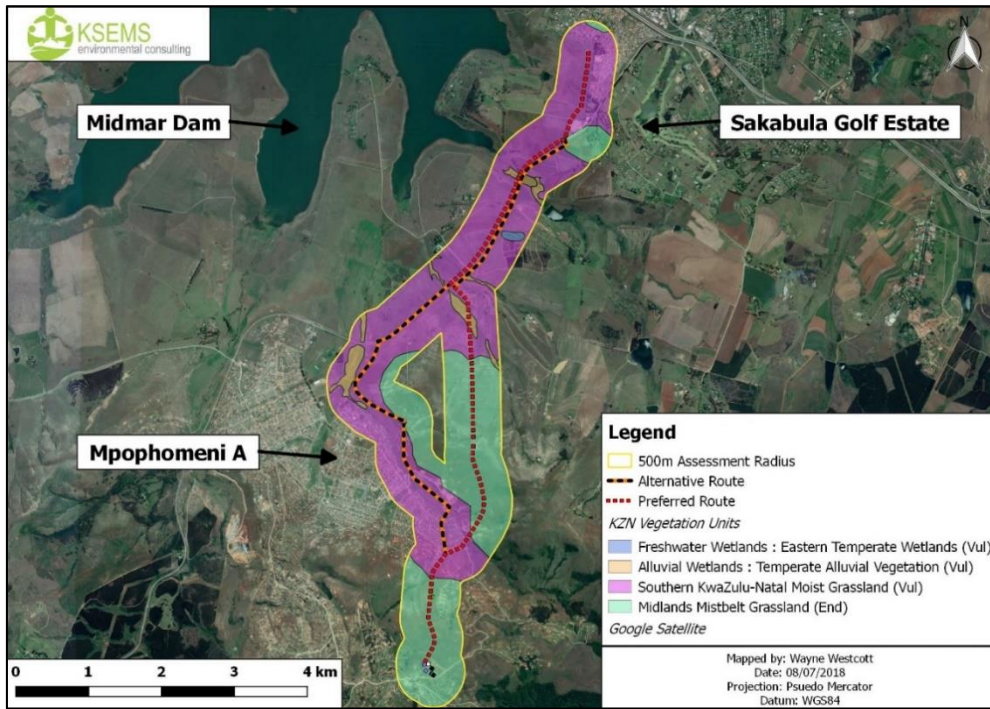 KSEMS
environmental consulting
N
Midmar Dam
Sakabula Golf Estate
Mpophomeni A
Legend
500m Assessment Radius
Alternative Route
Preferred Route
KZN Vegetation Units
Freshwater Wetlands : Eastern Temperate Wetlands (Vul)
Alluvial Wetlands : Temperate Alluvial Vegetation (Vul)
Southern KwaZulu-Natal Moist Grassland (Vul)
Midlands Mistbelt Grassland (End)
Google Satellite
0 1 2 3 4 km
Mapped by: Wayne Westcott
Date: 08/07/2018
Projection: Psuedo Mercator
Datum: WGS84